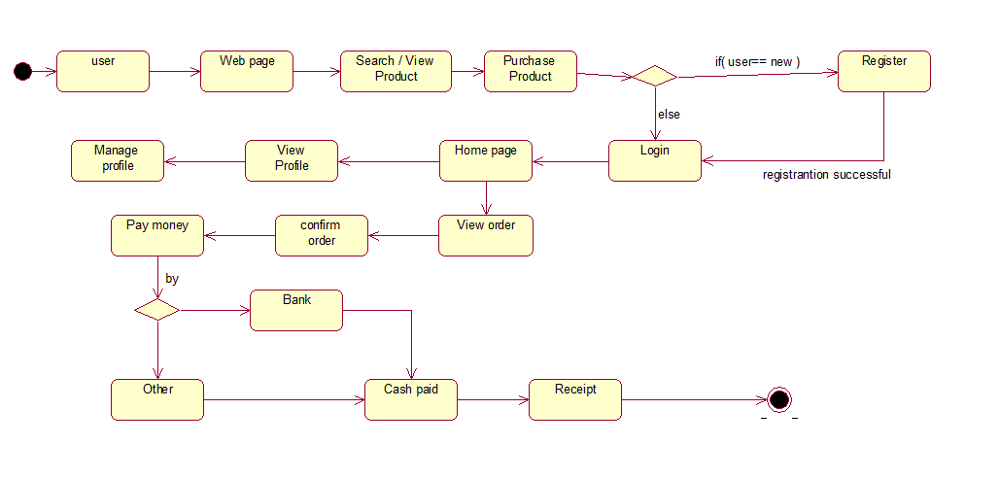 user
Web page
Search / View
Product
Purchase
Product
if( user== new )
Register
else
Manage
profile
View
Profile
Home page
Login
registrantion successful
Pay money
confirm
order
View order
by
Bank
Other
Cash paid
Receipt